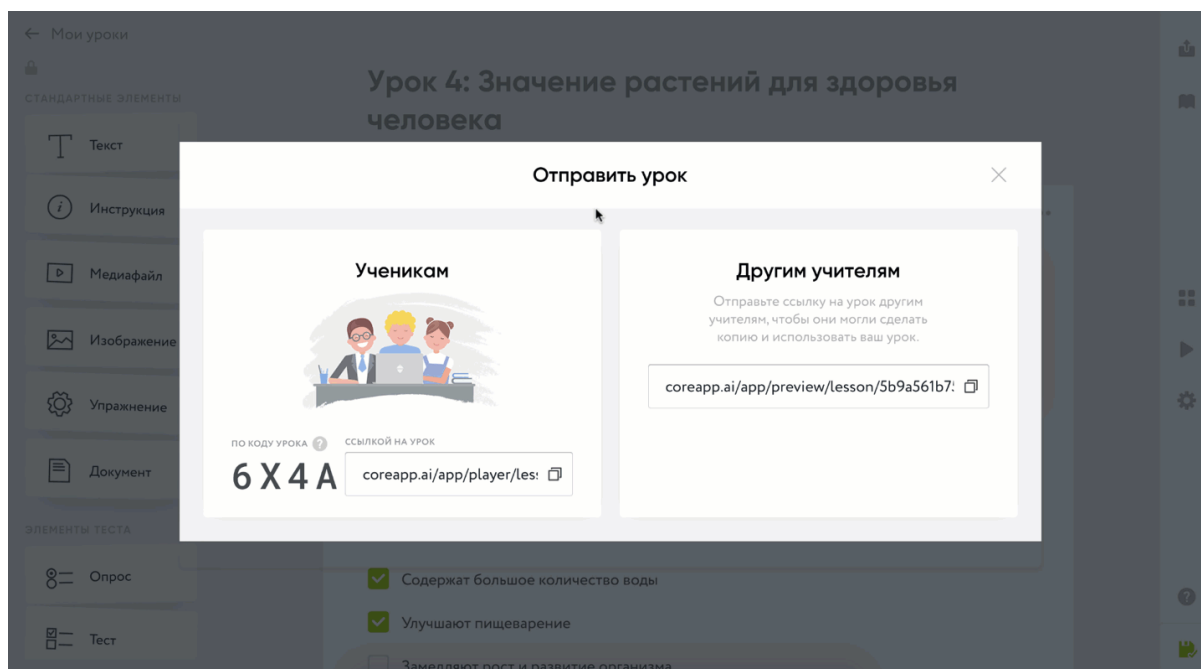 ← Мои уроки
СТАНДАРТНЫЕ ЭЛЕМЕНТЫ
Текст
Инструкция
Медиафайл
Изображение
Упражнение
Документ
ЭЛЕМЕНТЫ ТЕСТА
Опрос
Тест
Урок 4: Значение растений для здоровья
человека
Отправить урок
Ученикам
ПО КОДУ УРОКА ?
6X4A
ССЫЛКОЙ НА УРОК
coreapp.ai/app/player/les
Другим учителям
Отправьте ссылку на урок другим
учителям, чтобы они могли сделать
копию и использовать ваш урок.
coreapp.ai/app/preview/lesson/5b9a561b7
Содержат большое количество воды
Улучшают пищеварение
Замедляют рост и развитие организма